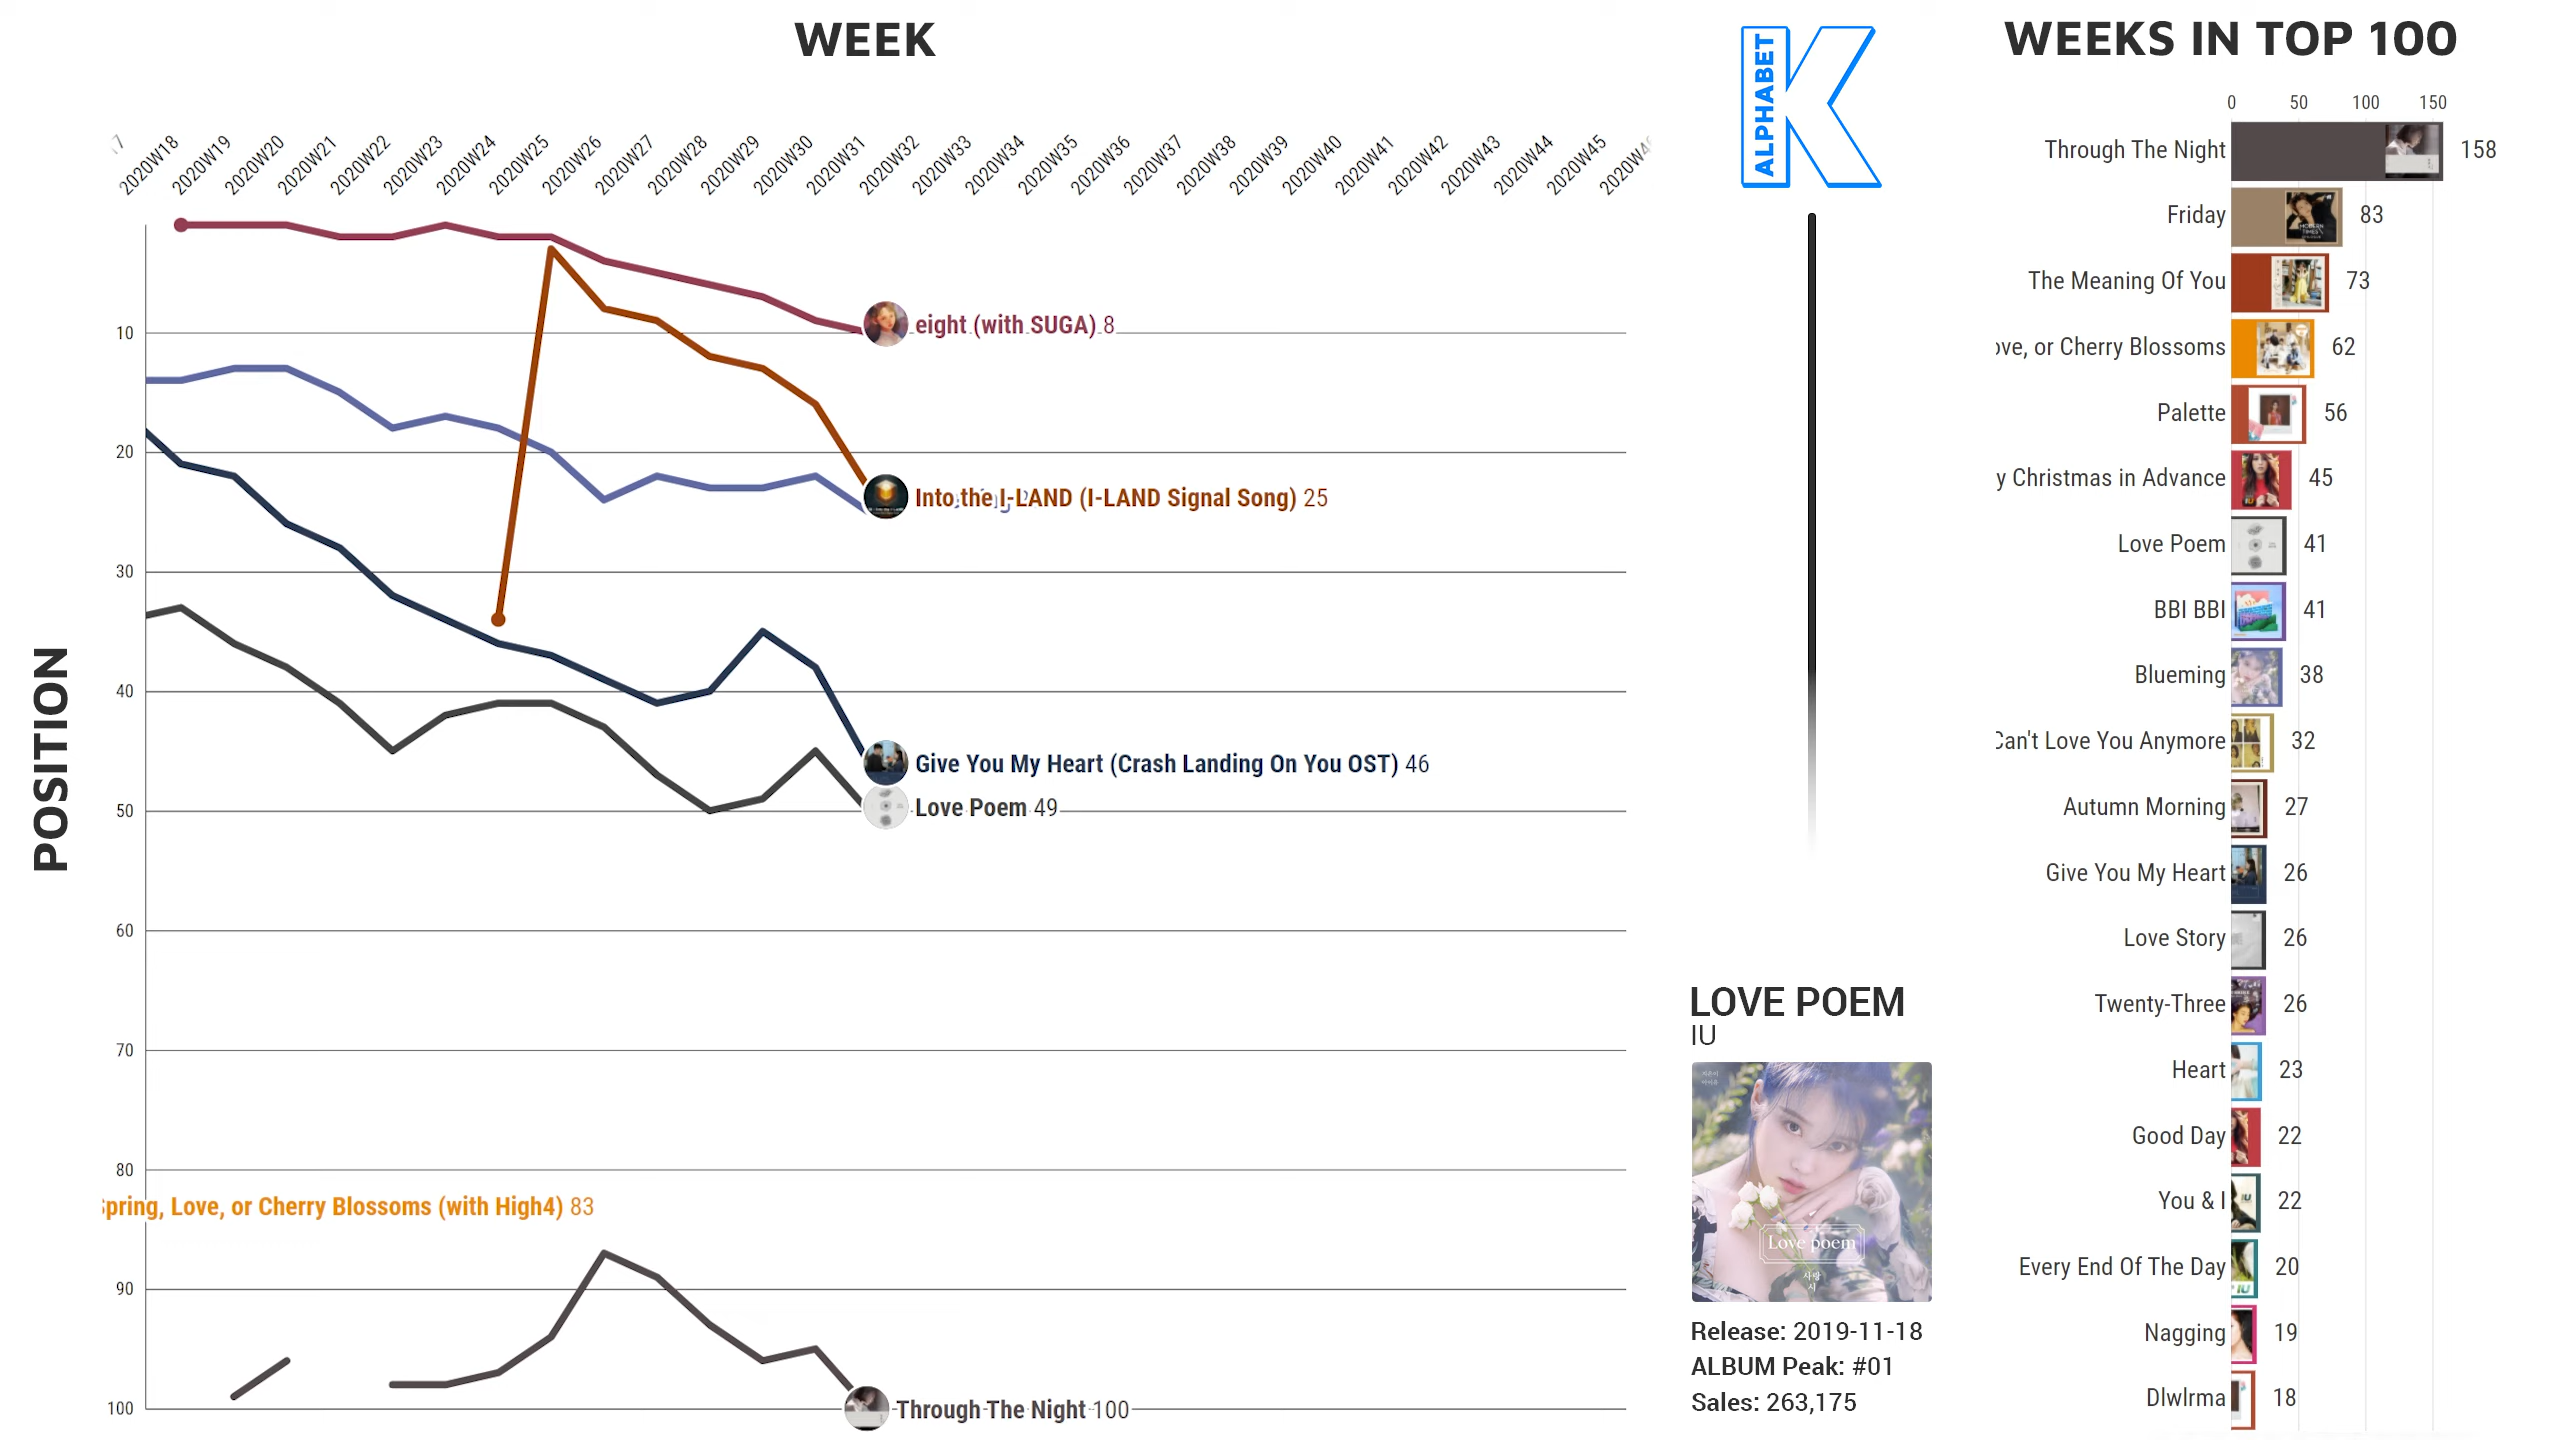 WEEK
ALPHABET
WEEKS IN TOP 100
7
2020W18
2020W19
2020W20
2020W21
2020W22
2020W23
2020W24
2020W25
2020W26
2020W27
2020W28
2020W29
2020W30
2020W31
2020W32
2020W33
2020W34
2020W35
2020W36
2020W37
2020W38
2020W39
2020W40
2020W41
2020W42
2020W43
2020W44
2020W45
POSITION
10
20
30
40
50
60
70
80
90
100
eight (with SUGA) 8
Into the I-LAND (I-LAND Signal Song) 25
Give You My Heart (Crash Landing On You OST) 46
Love Poem 49
pring, Love, or Cherry Blossoms (with High4) 83
Through The Night 100
LOVE POEM
IU
Love poem
사랑
시
Release: 2019-11-18
ALBUM Peak: #01
Sales: 263,175
0 50 100 150
Through The Night 158
Friday 83
The Meaning Of You 73
ove, or Cherry Blossoms 62
Palette 56
y Christmas in Advance 45
Love Poem 41
BBI BBI 41
Blueming 38
Can't Love You Anymore 32
Autumn Morning 27
Give You My Heart 26
Love Story 26
Twenty-Three 26
Heart 23
Good Day 22
You & I 22
Every End Of The Day 20
Nagging 19
Dlwlrma 18